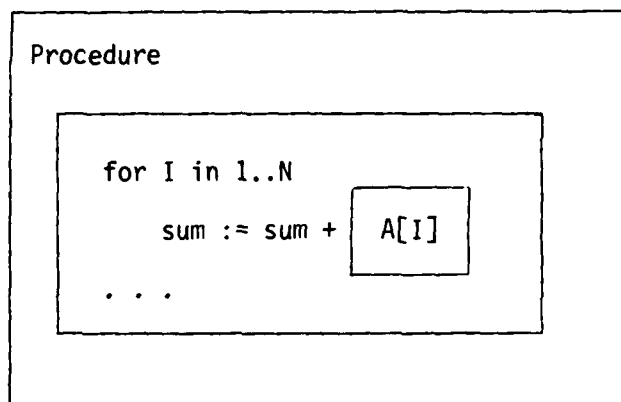 Procedure
for I in 1..N
sum := sum + A[I]
. . .